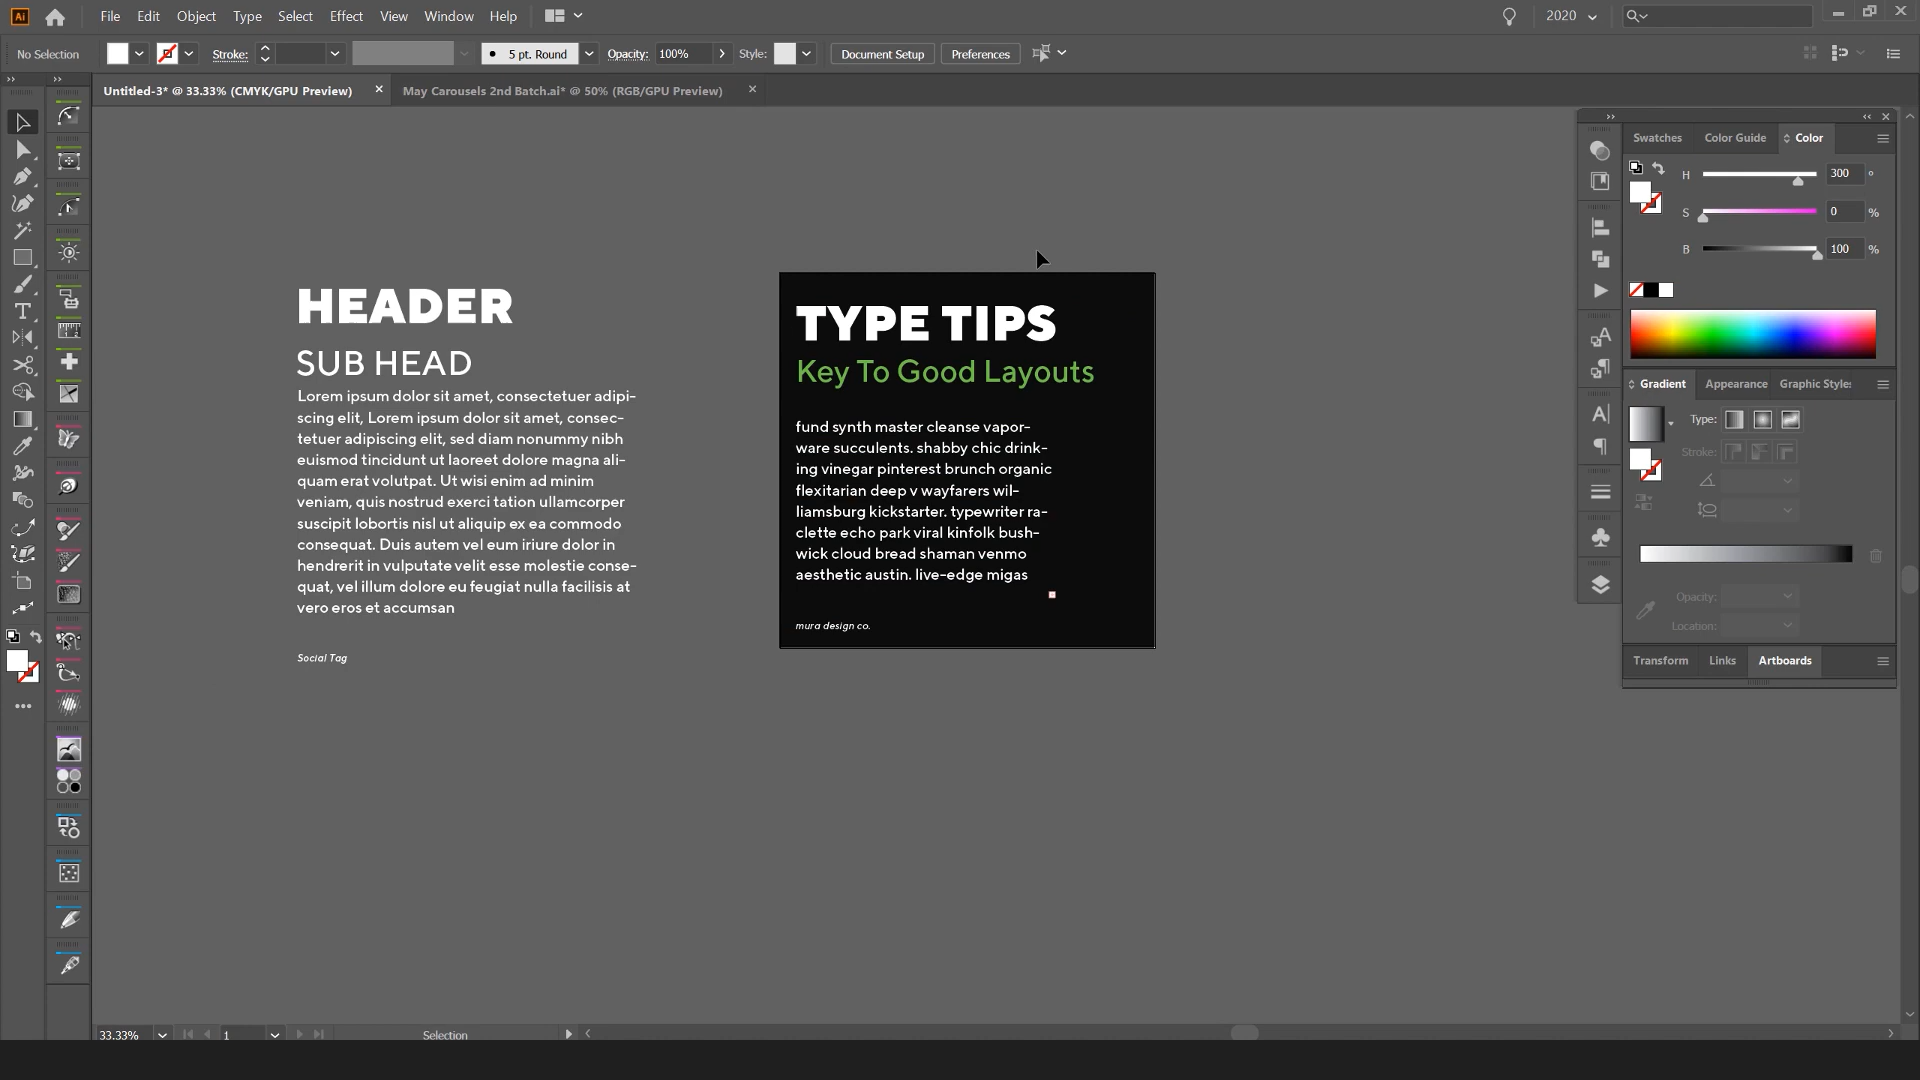 Ai
File Edit Object Type Select Effect View Window Help
2020
No Selection
Stroke:
5 pt. Round
Opacity: 100%
Style:
Document Setup
Preferences
Untitled-3* @ 33.33% (CMYK/GPU Preview)
May Carousels 2nd Batch.ai* @ 50% (RGB/GPU Preview)
HEADER
SUB HEAD
Lorem ipsum dolor sit amet, consectetuer adipi-
scing elit, Lorem ipsum dolor sit amet, consec-
tetuer adipiscing elit, sed diam nonummy nibh
euismod tincidunt ut laoreet dolore magna ali-
quam erat volutpat. Ut wisi enim ad minim
veniam, quis nostrud exerci tation ullamcorper
suscipit lobortis nisl ut aliquip ex ea commodo
consequat. Duis autem vel eum iriure dolor in
hendrerit in vulputate velit esse molestie conse-
quat, vel illum dolore eu feugiat nulla facilisis at
vero eros et accumsan
Social Tag
TYPE TIPS
Key To Good Layouts
fund synth master cleanse vapor-
ware succulents. shabby chic drink-
ing vinegar pinterest brunch organic
flexitarian deep v wayfarers wil-
liamsburg kickstarter. typewriter ra-
clette echo park viral kinfolk bush-
wick cloud bread shaman venmo
aesthetic austin. live-edge migas
mura design co.
Swatches Color Guide Color
H 300 °
S 0 %
B 100 %
Gradient Appearance Graphic Styles
Type:
Stroke:
Opacity:
Location:
Transform Links Artboards
33.33%
1
Selection